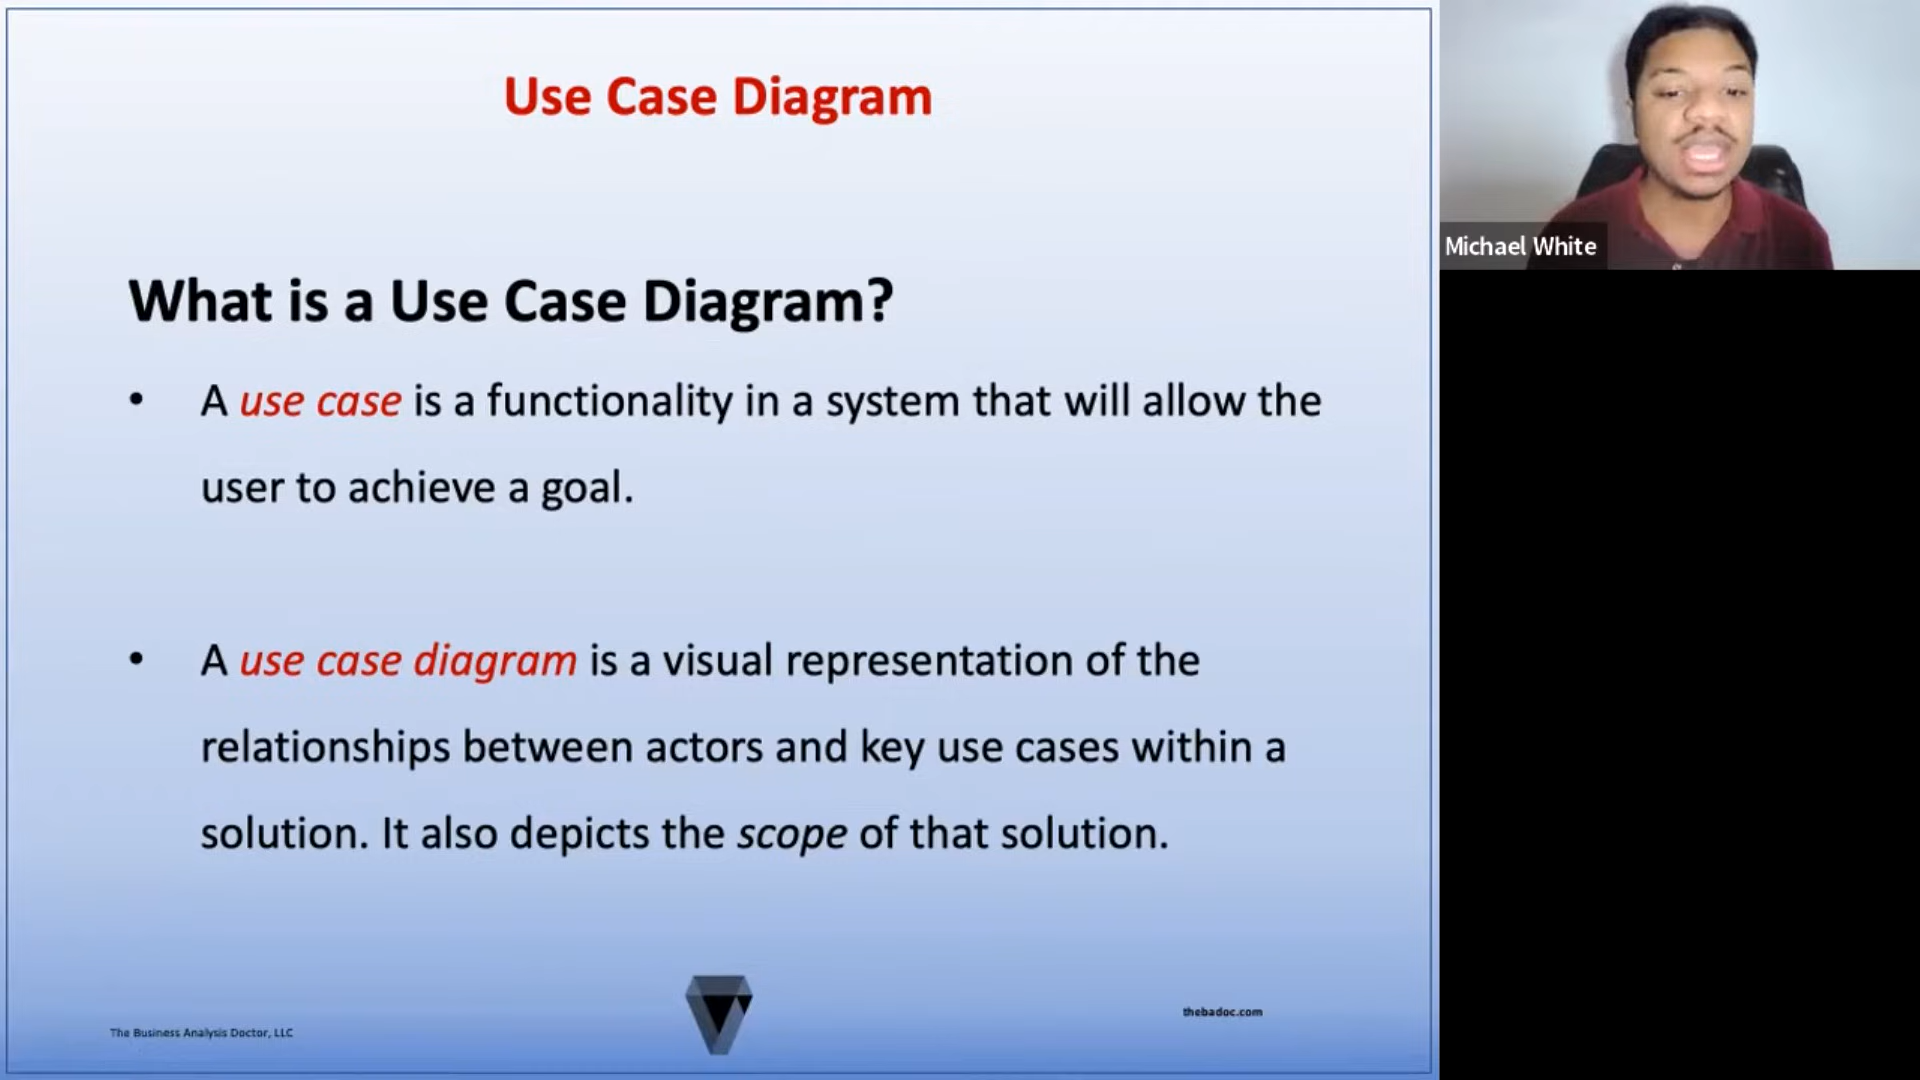 Use Case Diagram
Michael White
What is a Use Case Diagram?
• A use case is a functionality in a system that will allow the
user to achieve a goal.
• A use case diagram is a visual representation of the
relationships between actors and key use cases within a
solution. It also depicts the scope of that solution.
thebadoc.com
The Business Analysis Doctor, LLC